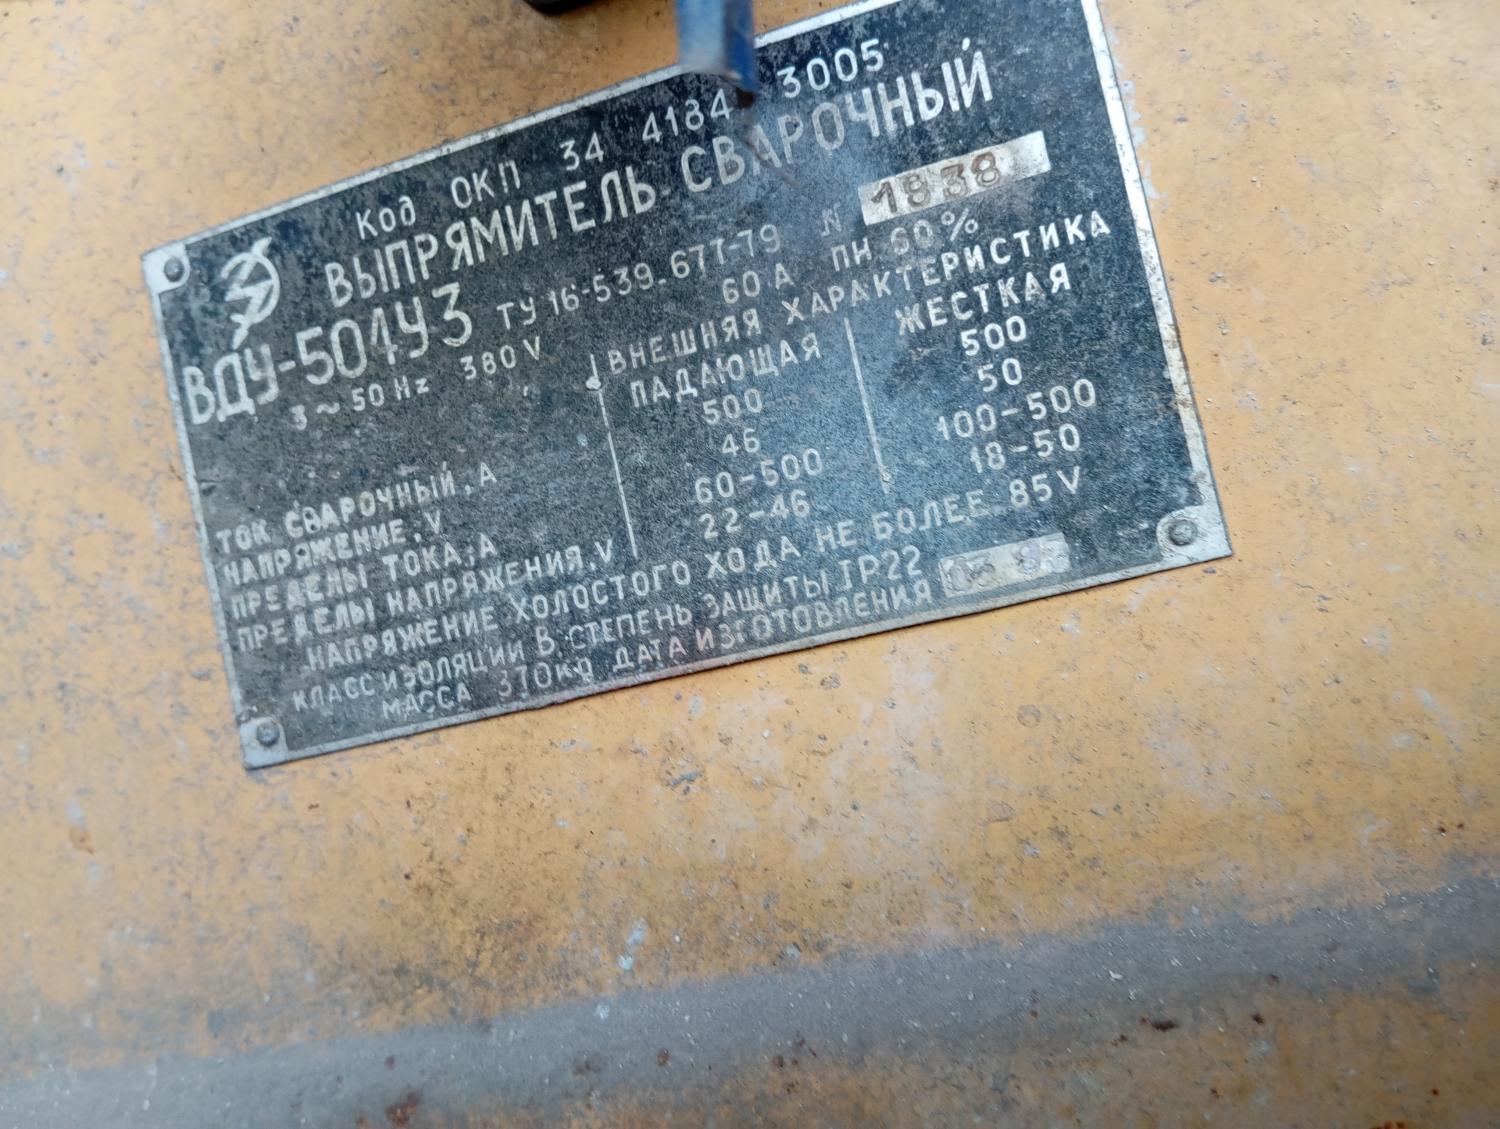 Код ОКП 34 4184 3005
ВЫПРЯМИТЕЛЬ СВАРОЧНЫЙ
ВДУ-504У3 ТУ 16-539.677-79 N 1838
3~50 Hz 380 V 60 А ПН 60%
ВНЕШНЯЯ ХАРАКТЕРИСТИКА
ПАДАЮЩАЯ ЖЕСТКАЯ
ТОК СВАРОЧНЫЙ, А 500 500
НАПРЯЖЕНИЕ, V 46 50
ПРЕДЕЛЫ ТОКА, А 60-500 100-500
ПРЕДЕЛЫ НАПРЯЖЕНИЯ, V 22-46 18-50
НАПРЯЖЕНИЕ ХОЛОСТОГО ХОДА НЕ БОЛЕЕ 85 V
КЛАСС ИЗОЛЯЦИИ В СТЕПЕНЬ ЗАЩИТЫ IP22
МАССА 370кg ДАТА ИЗГОТОВЛЕНИЯ